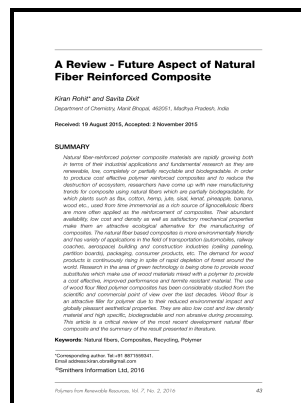 A Review - Future Aspect of Natural
Fiber Reinforced Composite
Kiran Rohit* and Savita Dixit
Department of Chemistry, Manit Bhopal, 462051, Madhya Pradesh, India
Received: 19 August 2015, Accepted: 2 November 2015
SUMMARY
Natural fiber-reinforced polymer composite materials are rapidly growing both
in terms of their industrial applications and fundamental research as they are
renewable, low, completely or partially recyclable and biodegradable. In
order to produce cost affective polymer reinforced composites and to reduce the
destruction of ecosystem, researchers have come up with new manufacturing
trends for composite using natural fibers which are partially biodegradable, for
which plants such as flax, cotton, hemp, jute, sisal, kenaf, pineapple, banana,
wood etc., used from time immemorial as a rich source of lignocellulosic fibers
are more often applied as the reinforcement of composites. Their abundant
availability, low cost and density as well as satisfactory mechanical properties
make them an attractive ecological alternative for the manufacturing of
composites. The natural fiber based composites is more environmentally friendly
and has variety of applications in the field of transportation (automobiles, railway
coaches, aerospace) building and construction industries (ceiling paneling,
partition boards), packaging, consumer products, etc. The demand for wood
products is continuously rising in spite of rapid depletion of forest around the
world. Research in the area of green technology is being done to provide wood
substitutes which make use of wood materials mixed with a polymer to provide
a cost effective, improved performance and termite resistant material. The use
of wood flour filled polymer composites has been considerably studied from the
scientific and commercial point of view over the last decades. Wood flour is
an attractive filler for polymer due to their reduced environmental impact and
globally pleasant aesthetical properties. They are also low cost and low density
material and high specific, biodegradable and non abrasive during processing.
This article is a critical review of the most recent development natural fiber
composite and the summary of the result presented in literature.
Keywords: Natural fibers, Composites, Recycling, Polymer
*Corresponding author: Tel:+91 8871659341.
Email address:kiran.obra@gmail.com
©Smithers Information Ltd, 2016
Polymers from Renewable Resources, Vol. 7, No. 2, 2016 43